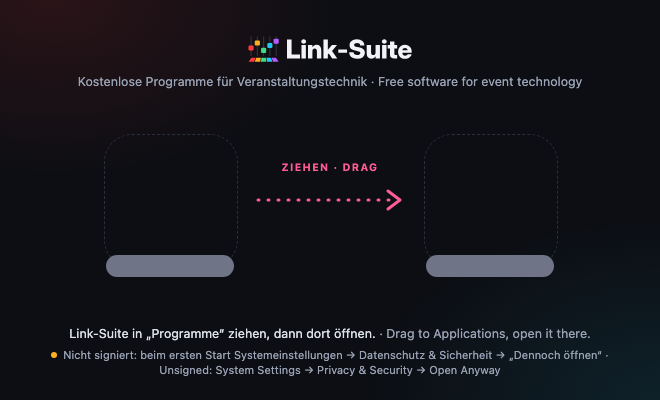 Link-Suite
Kostenlose Programme für Veranstaltungstechnik · Free software for event technology
ZIEHEN · DRAG
Link-Suite in „Programme“ ziehen, dann dort öffnen. · Drag to Applications, open it there.
Nicht signiert: beim ersten Start Systemeinstellungen → Datenschutz & Sicherheit → „Dennoch öffnen“ ·
Unsigned: System Settings → Privacy & Security → Open Anyway